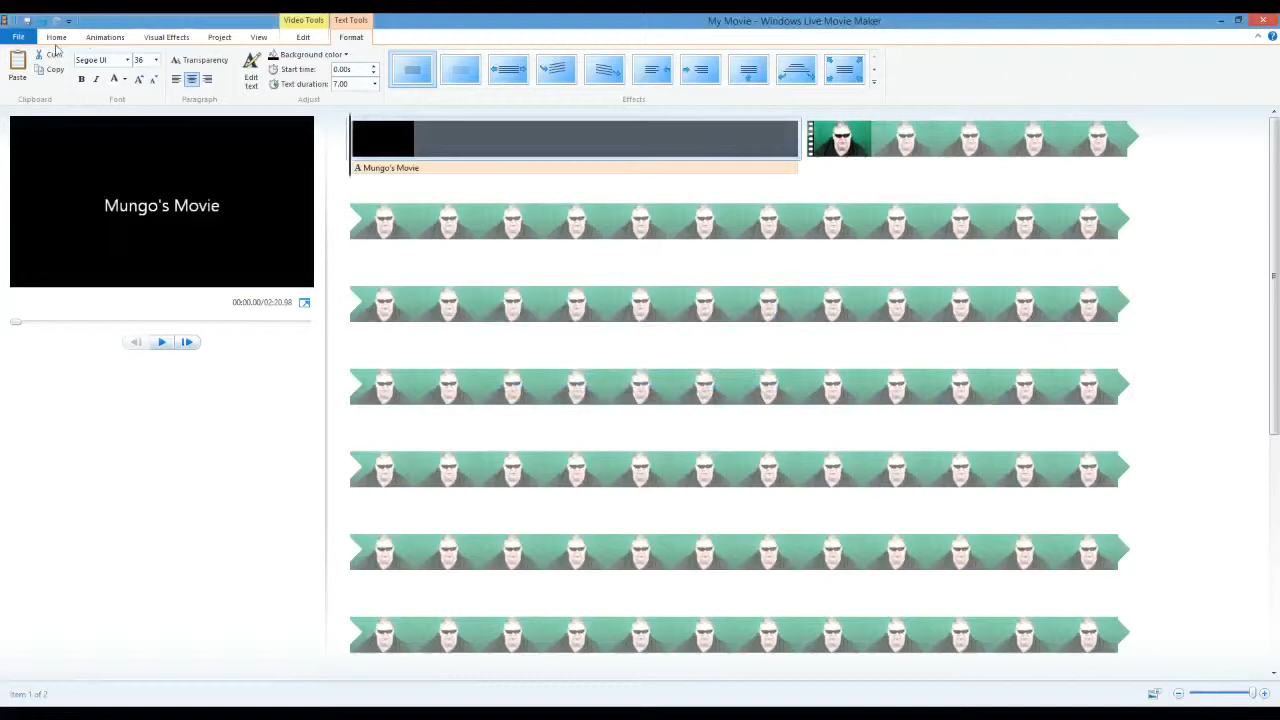 Video Tools Text Tools My Movie - Windows Live Movie Maker
File Home Animations Visual Effects Project View Edit Format
Paste Cut Copy Clipboard
Segoe UI 36 B I A Font
Transparency Paragraph
Edit text
Background color
Start time: 0.00s
Text duration: 7.00
Adjust
Effects
A Mungo's Movie
Mungo's Movie
00:00.00/02:20.98
Item 1 of 2